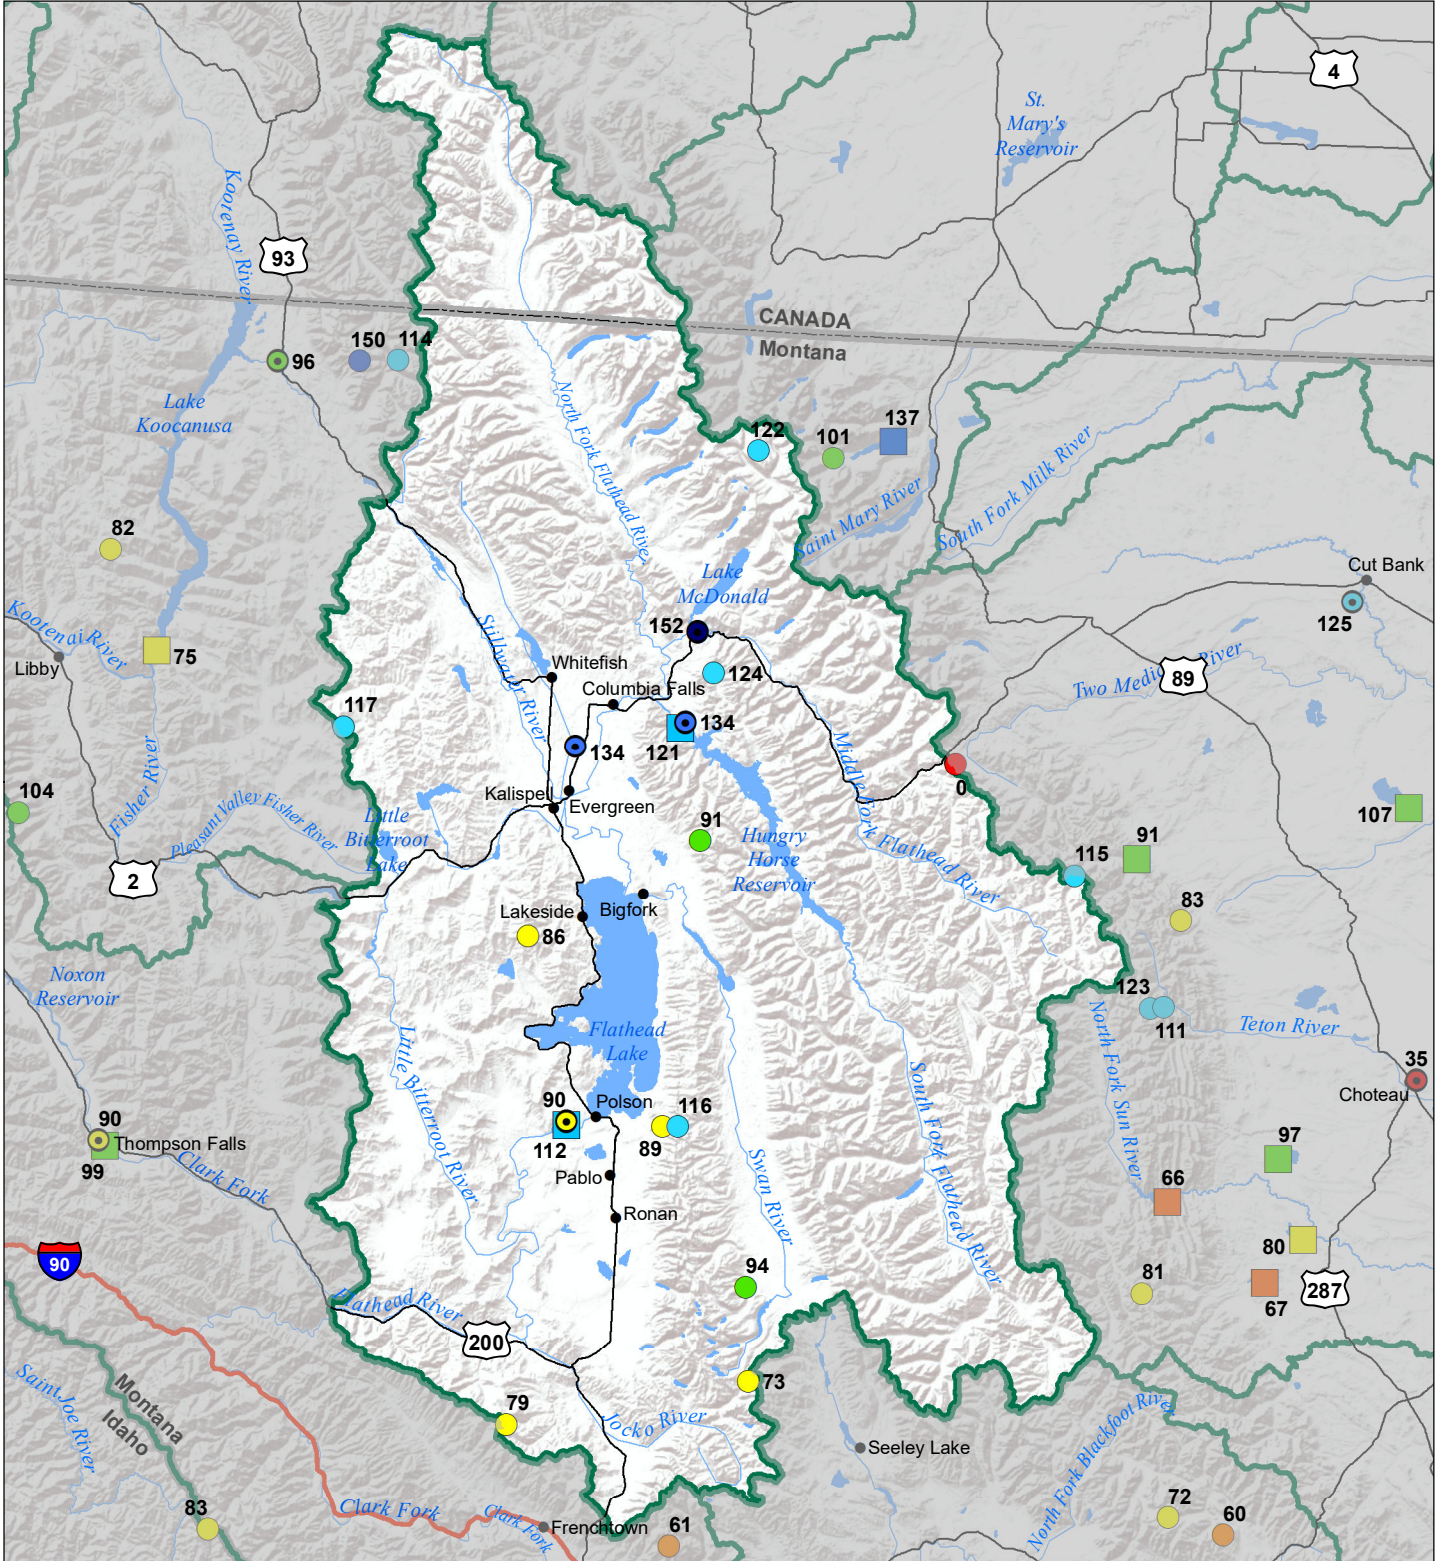 4
St.
Mary's
Reservoir
Kootenay River
93
CANADA
Montana
150
114
96
Lake
Koocanusa
North Fork Flathead River
122
101
137
Saint Mary River
South Fork Milk River
82
Cut Bank
125
Lake
McDonald
Kootenai River
Libby
75
152
Stillwater River
Whitefish
124
Columbia Falls
Two Medicine River
89
117
134
134
121
Middle Fork Flathead River
0
104
Fisher River
Pleasant Valley Fisher River
Kalispell
Evergreen
107
Little
Bitterroot
Lake
91
Hungry
Horse
Reservoir
2
115
91
83
Lakeside
Bigfork
86
Noxon
Reservoir
123
111
Teton River
North Fork Sun River
Flathead
Lake
Little Bitterroot River
South Fork Flathead River
35
Choteau
90
Polson
116
112
89
90
Thompson Falls
99
Clark Fork
Pablo
97
Swan River
66
Ronan
90
80
94
81
67
287
Flathead River
200
73
Montana
Idaho
79
Saint Joe River
Jocko River
Seeley Lake
North Fork Blackfoot River
83
Clark Fork
Clark Fork
Frenchtown
61
72
60